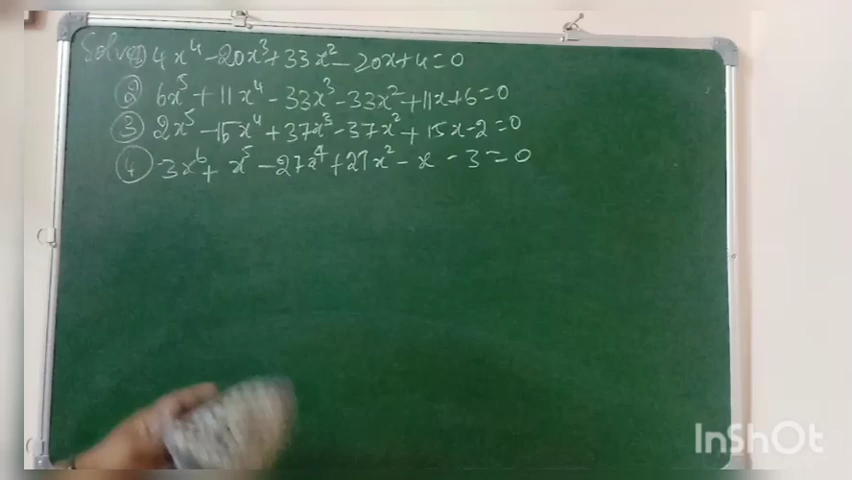 Solve ① 4x⁴ - 20x³ + 33x² - 20x + 4 = 0
② 6x⁵ + 11x⁴ - 33x³ - 33x² + 11x + 6 = 0
③ 2x⁵ - 15x⁴ + 37x³ - 37x² + 15x - 2 = 0
④ 3x⁶ + x⁵ - 27x⁴ + 27x² - x - 3 = 0
InShOt